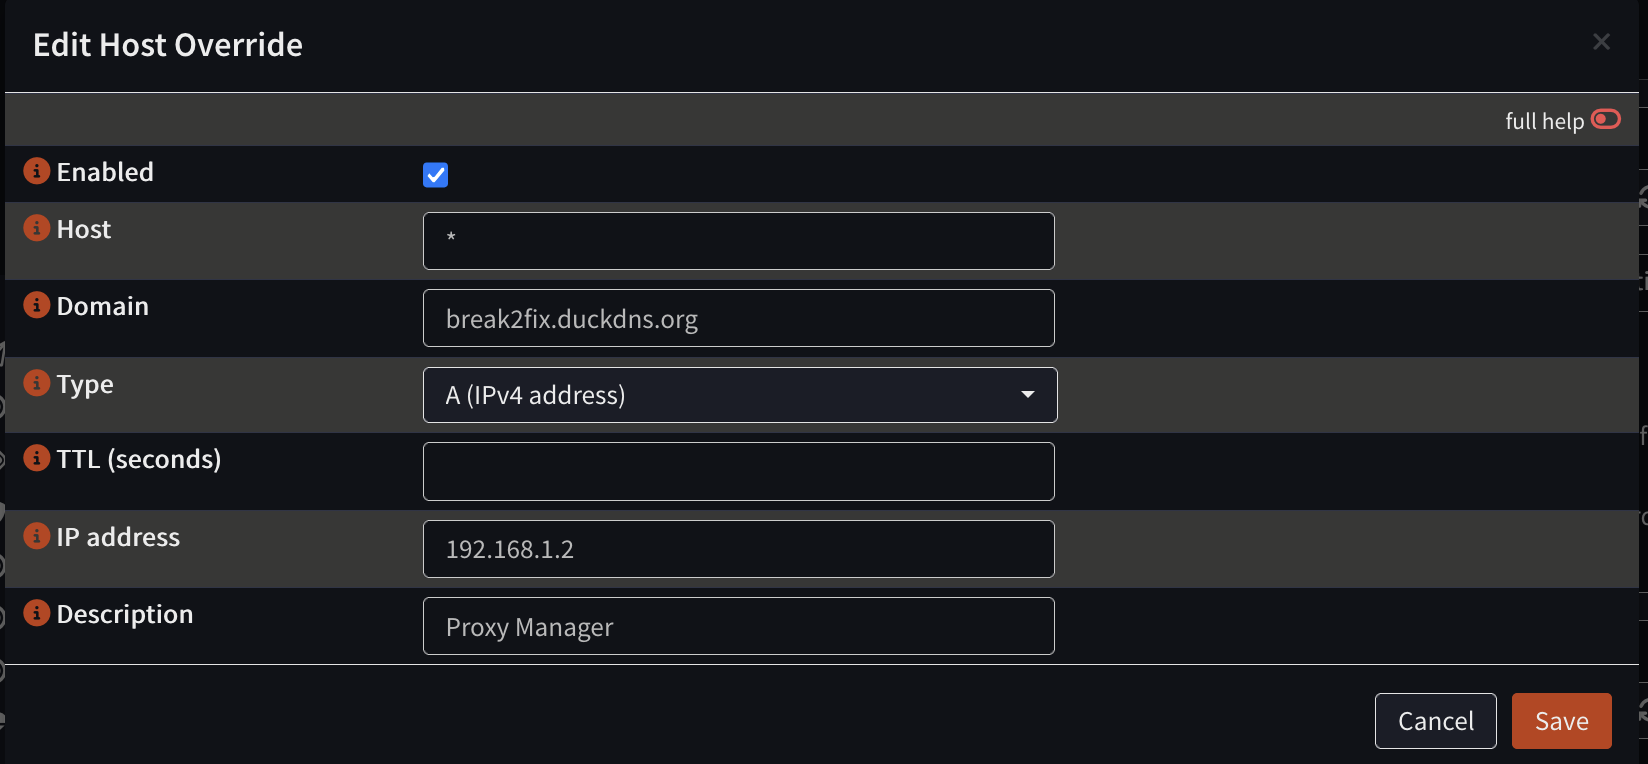 Edit Host Override
full help
Enabled
Host
*
Domain
break2fix.duckdns.org
Type
A (IPv4 address)
TTL (seconds)
IP address
192.168.1.2
Description
Proxy Manager
Cancel
Save